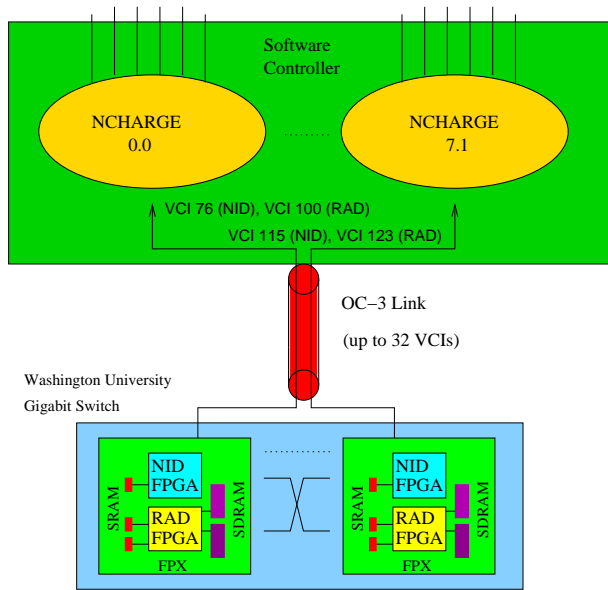 Software
Controller
NCHARGE
0.0
NCHARGE
7.1
VCI 76 (NID), VCI 100 (RAD)
VCI 115 (NID), VCI 123 (RAD)
OC−3 Link
(up to 32 VCIs)
Washington University
Gigabit Switch
SRAM
NID
FPGA
RAD
FPGA
SDRAM
FPX
SRAM
NID
FPGA
RAD
FPGA
SDRAM
FPX